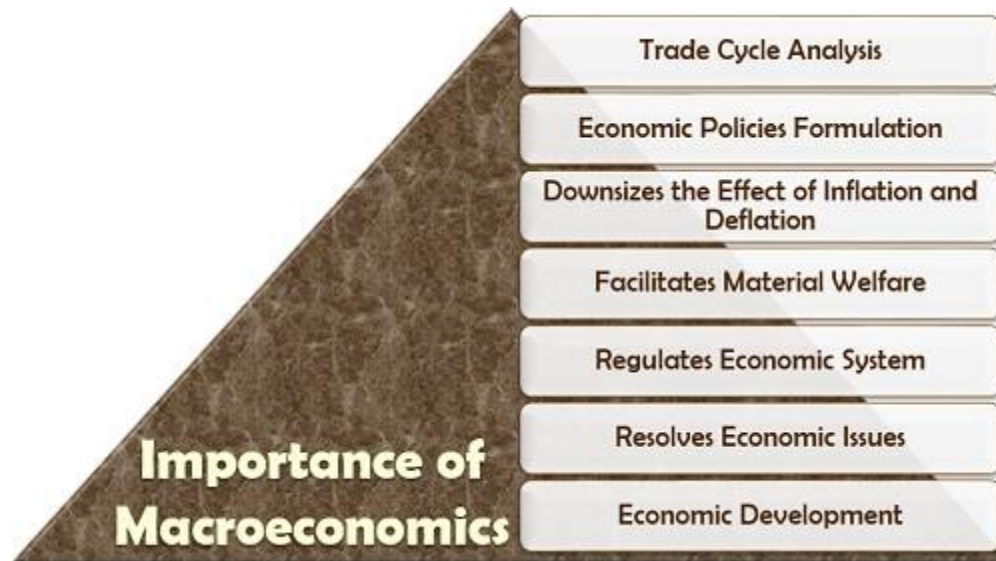 Trade Cycle Analysis
Economic Policies Formulation
Downsizes the Effect of Inflation and
Deflation
Facilitates Material Welfare
Regulates Economic System
Resolves Economic Issues
Economic Development
Importance of
Macroeconomics